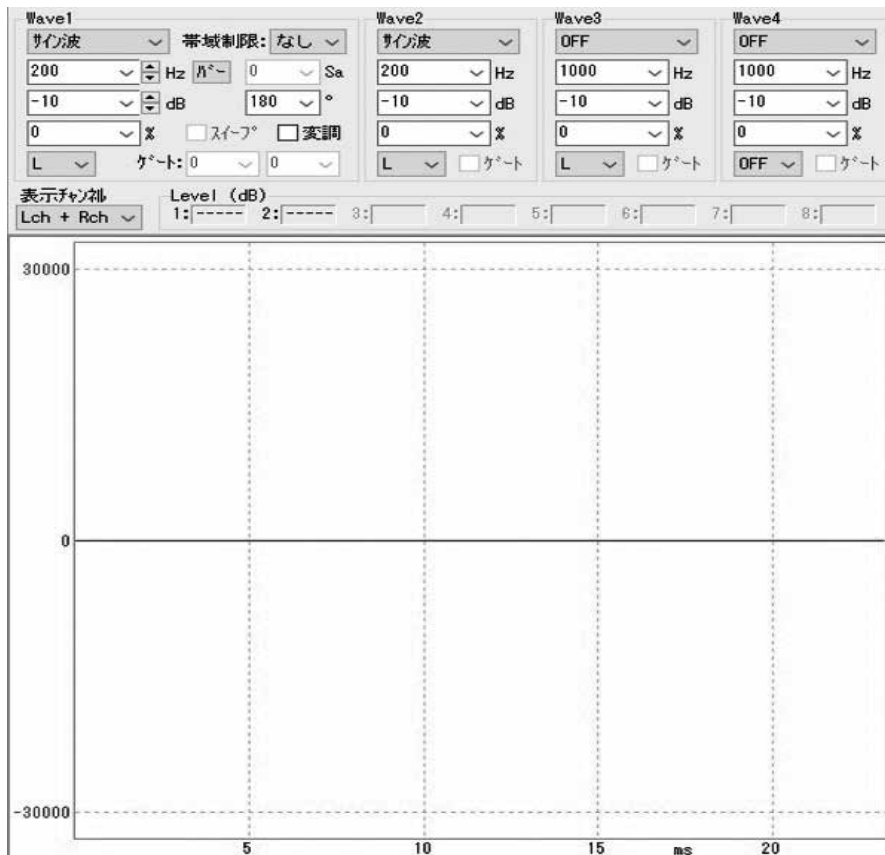 Wave1 Wave2 Wave3 Wave4
サイン波 帯域制限: なし サイン波 OFF OFF
200 Hz バー 0 Sa 200 Hz 1000 Hz 1000 Hz
-10 dB 180 ° -10 dB -10 dB -10 dB
0 % スイープ 変調 0 % 0 % 0 %
L ゲート: 0 0 L ゲート L ゲート OFF ゲート
表示チャンネル Level (dB)
Lch + Rch 1: ----- 2: ----- 3: 4: 5: 6: 7: 8:
30000
0
-30000
5 10 15 ms 20